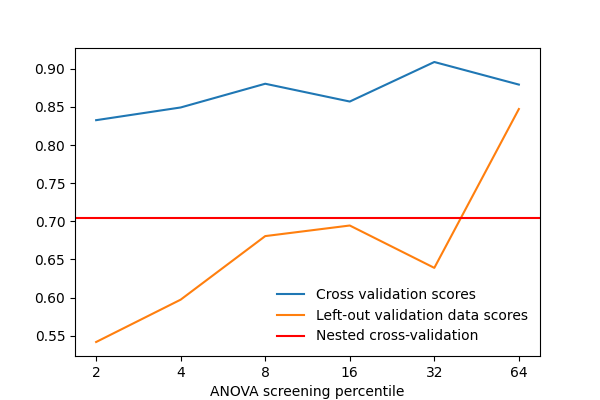 0.90
0.85
0.80
0.75
0.70
0.65
0.60
0.55
Cross validation scores
Left-out validation data scores
Nested cross-validation
2 4 8 16 32 64
ANOVA screening percentile